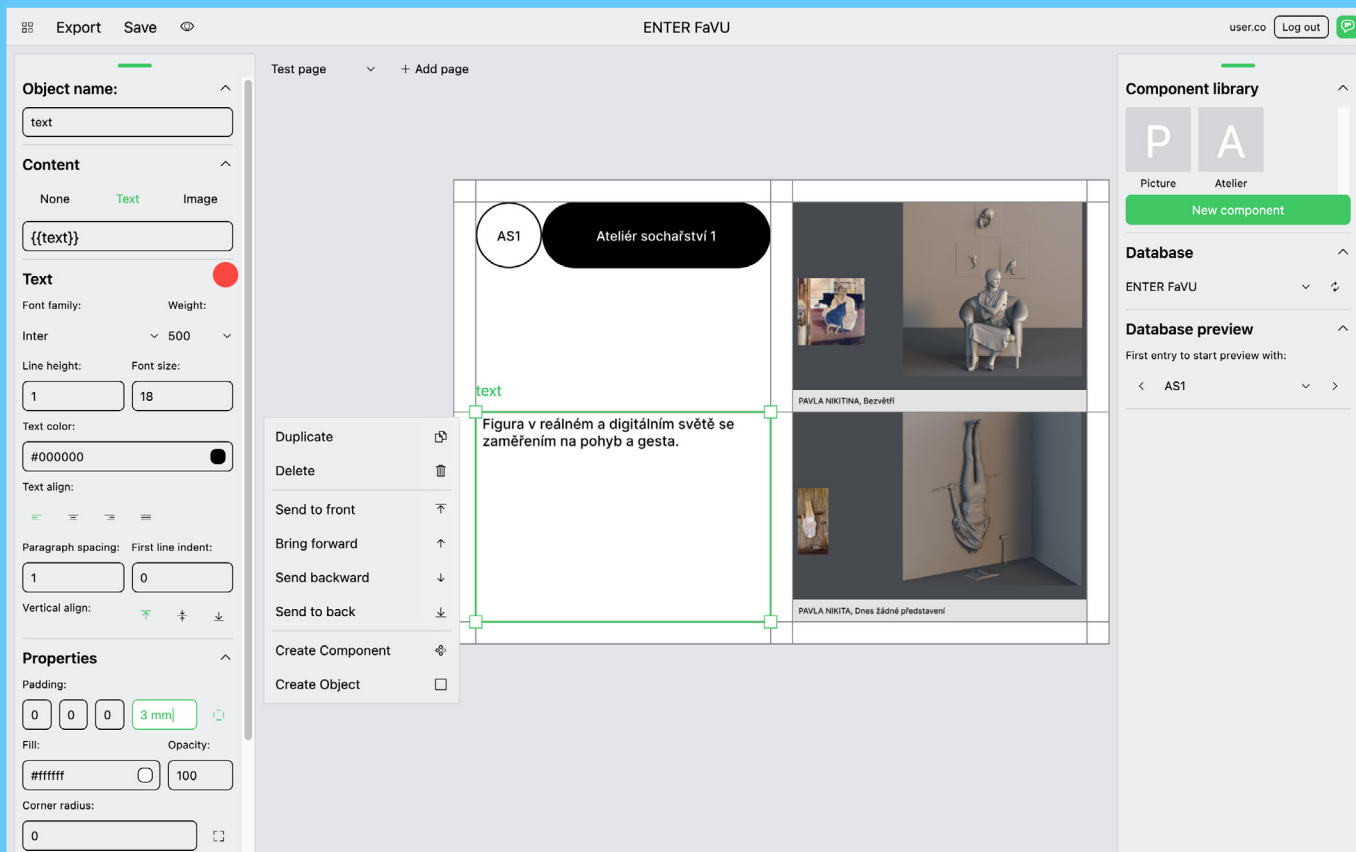 Export Save
ENTER FaVU
user.co Log out
Object name:
text
Content
None Text Image
{{text}}
Text
Font family: Weight:
Inter 500
Line height: Font size:
1 18
Text color:
#000000
Text align:
Paragraph spacing: First line indent:
1 0
Vertical align:
Properties
Padding:
0 0 0 3 mm
Fill: Opacity:
#ffffff 100
Corner radius:
0
Test page + Add page
AS1 Ateliér sochařství 1
text
Figura v reálném a digitálním světě se
zaměřením na pohyb a gesta.
PAVLA NIKITINA, Bezvětří
PAVLA NIKITA, Dnes žádné představení
Duplicate
Delete
Send to front
Bring forward
Send backward
Send to back
Create Component
Create Object
Component library
P A
Picture Atelier
New component
Database
ENTER FaVU
Database preview
First entry to start preview with:
AS1